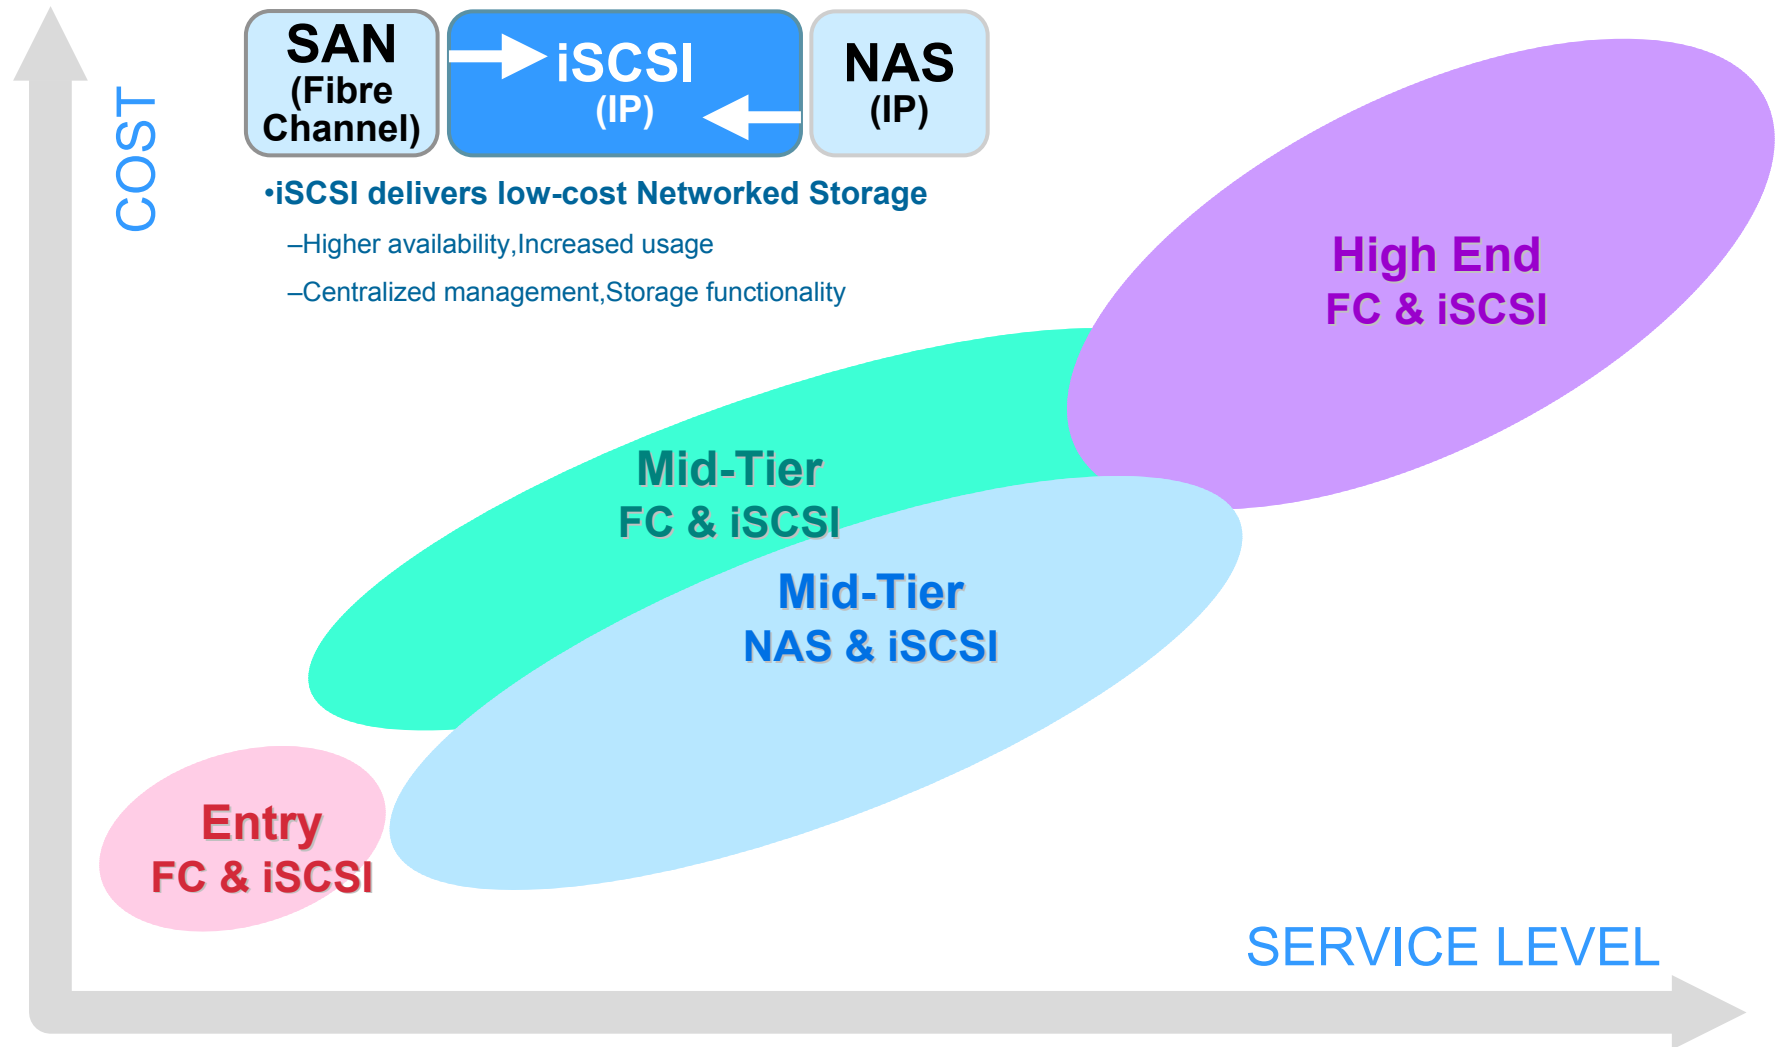 SAN
(Fibre
Channel)
iSCSI
(IP)
NAS
(IP)
COST
•iSCSI delivers low-cost Networked Storage
–Higher availability,Increased usage
–Centralized management,Storage functionality
High End
FC & iSCSI
Mid-Tier
FC & iSCSI
Mid-Tier
NAS & iSCSI
Entry
FC & iSCSI
SERVICE LEVEL